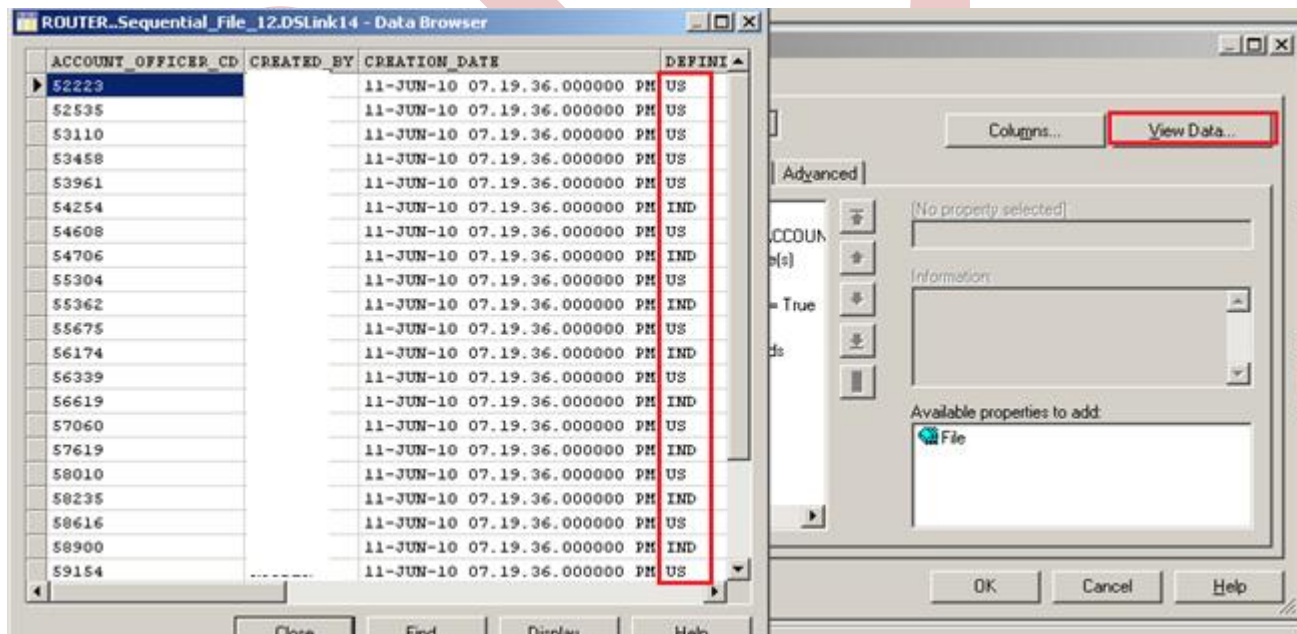 ROUTER..Sequential_File_12.DSLink14 - Data Browser
ACCOUNT_OFFICER_CD CREATED_BY CREATION_DATE DEFINI
52223 11-JUN-10 07.19.36.000000 PM US
52535 11-JUN-10 07.19.36.000000 PM US
53110 11-JUN-10 07.19.36.000000 PM US
53458 11-JUN-10 07.19.36.000000 PM US
53961 11-JUN-10 07.19.36.000000 PM US
54254 11-JUN-10 07.19.36.000000 PM IND
54608 11-JUN-10 07.19.36.000000 PM US
54706 11-JUN-10 07.19.36.000000 PM IND
55304 11-JUN-10 07.19.36.000000 PM US
55362 11-JUN-10 07.19.36.000000 PM IND
55675 11-JUN-10 07.19.36.000000 PM US
56174 11-JUN-10 07.19.36.000000 PM IND
56339 11-JUN-10 07.19.36.000000 PM US
56619 11-JUN-10 07.19.36.000000 PM IND
57060 11-JUN-10 07.19.36.000000 PM US
57619 11-JUN-10 07.19.36.000000 PM IND
58010 11-JUN-10 07.19.36.000000 PM US
58235 11-JUN-10 07.19.36.000000 PM IND
58616 11-JUN-10 07.19.36.000000 PM US
58900 11-JUN-10 07.19.36.000000 PM IND
59154 11-JUN-10 07.19.36.000000 PM US
Close Find Display Help
Columns... View Data...
Advanced
[No property selected]
CCOUN
e(s)
Information:
= True
ds
Available properties to add:
File
OK Cancel Help